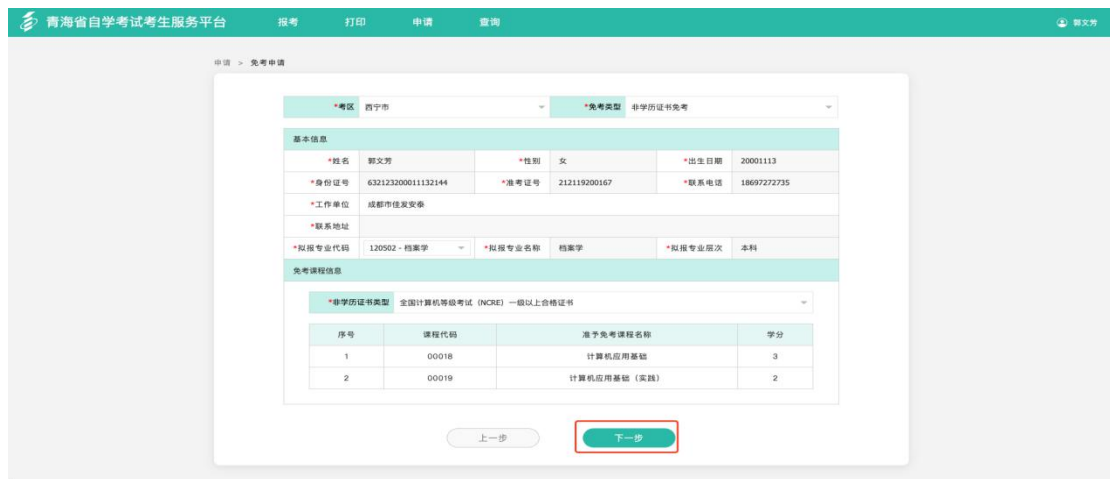 青海省自学考试考生服务平台 报考 打印 申请 查询 郭文芳
申请 > 免考申请
*考区 西宁市 *免考类型 非学历证书免考
基本信息
*姓名 郭文芳 *性别 女 *出生日期 20001113
*身份证号 632123200011132144 *准考证号 212119200167 *联系电话 18697272735
*工作单位 成都市佳发安泰
*联系地址
*拟报专业代码 120502 - 档案学 *拟报专业名称 档案学 *拟报专业层次 本科
免考课程信息
*非学历证书类型 全国计算机等级考试（NCRE）一级以上合格证书
序号 课程代码 准予免考课程名称 学分
1 00018 计算机应用基础 3
2 00019 计算机应用基础（实践） 2
上一步 下一步